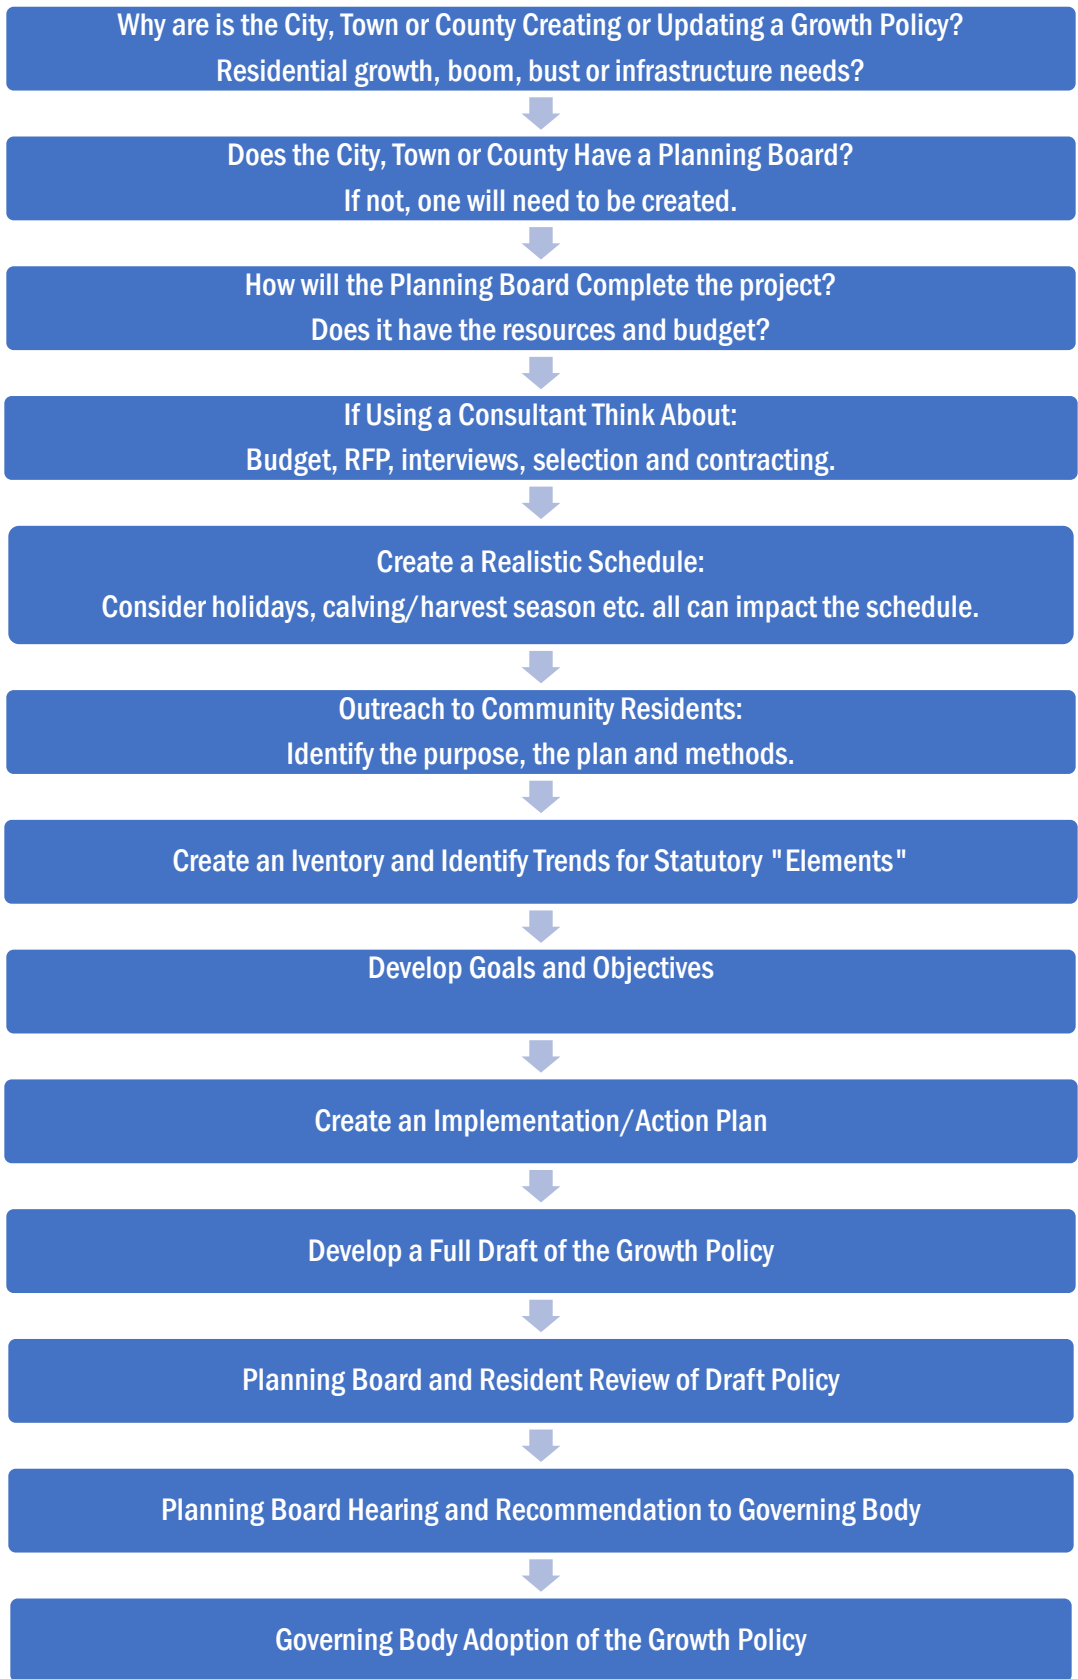 Why are is the City, Town or County Creating or Updating a Growth Policy?
Residential growth, boom, bust or infrastructure needs?
Does the City, Town or County Have a Planning Board?
If not, one will need to be created.
How will the Planning Board Complete the project?
Does it have the resources and budget?
If Using a Consultant Think About:
Budget, RFP, interviews, selection and contracting.
Create a Realistic Schedule:
Consider holidays, calving/harvest season etc. all can impact the schedule.
Outreach to Community Residents:
Identify the purpose, the plan and methods.
Create an Iventory and Identify Trends for Statutory "Elements"
Develop Goals and Objectives
Create an Implementation/Action Plan
Develop a Full Draft of the Growth Policy
Planning Board and Resident Review of Draft Policy
Planning Board Hearing and Recommendation to Governing Body
Governing Body Adoption of the Growth Policy